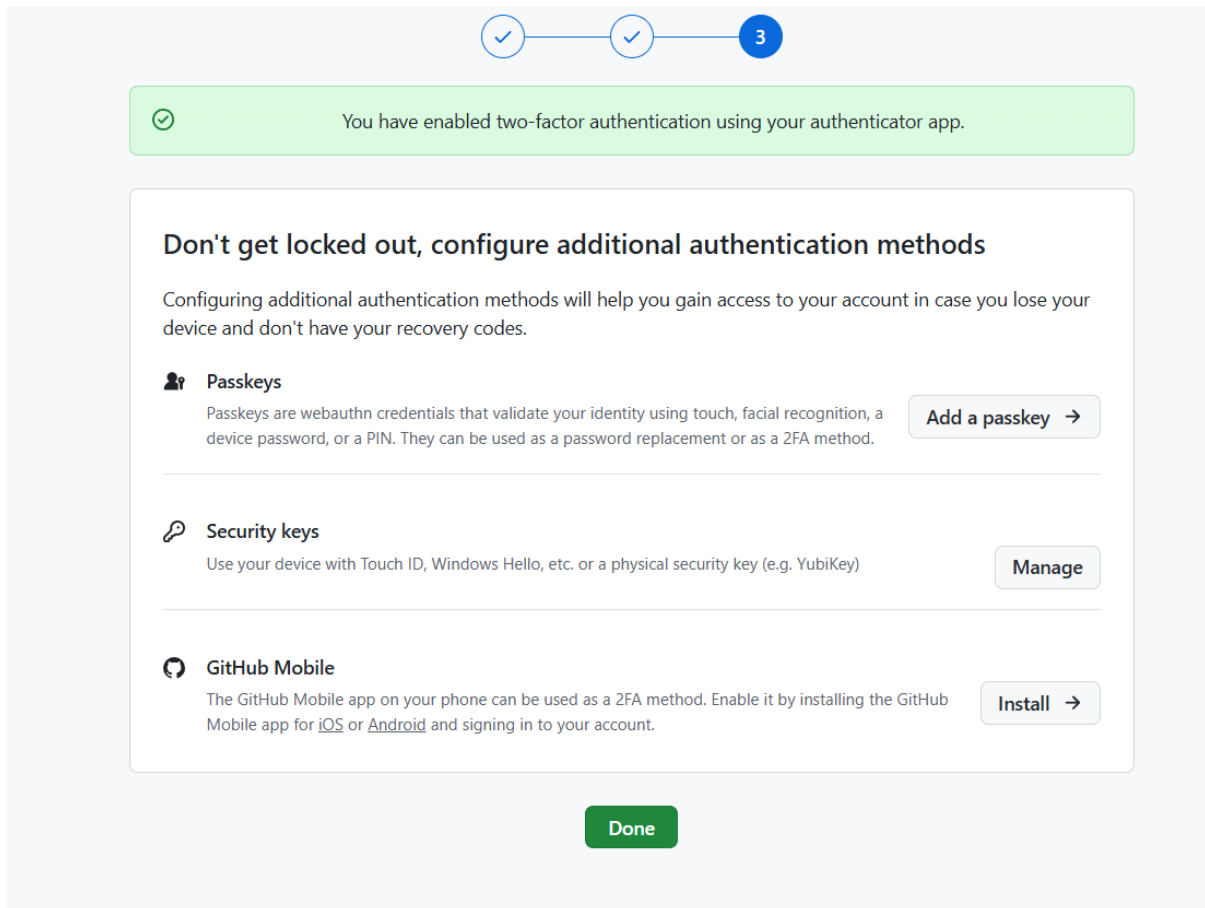 3
You have enabled two-factor authentication using your authenticator app.
Don't get locked out, configure additional authentication methods
Configuring additional authentication methods will help you gain access to your account in case you lose your
device and don't have your recovery codes.
Passkeys
Passkeys are webauthn credentials that validate your identity using touch, facial recognition, a
device password, or a PIN. They can be used as a password replacement or as a 2FA method.
Add a passkey →
Security keys
Use your device with Touch ID, Windows Hello, etc. or a physical security key (e.g. YubiKey)
Manage
GitHub Mobile
The GitHub Mobile app on your phone can be used as a 2FA method. Enable it by installing the GitHub
Mobile app for iOS or Android and signing in to your account.
Install →
Done